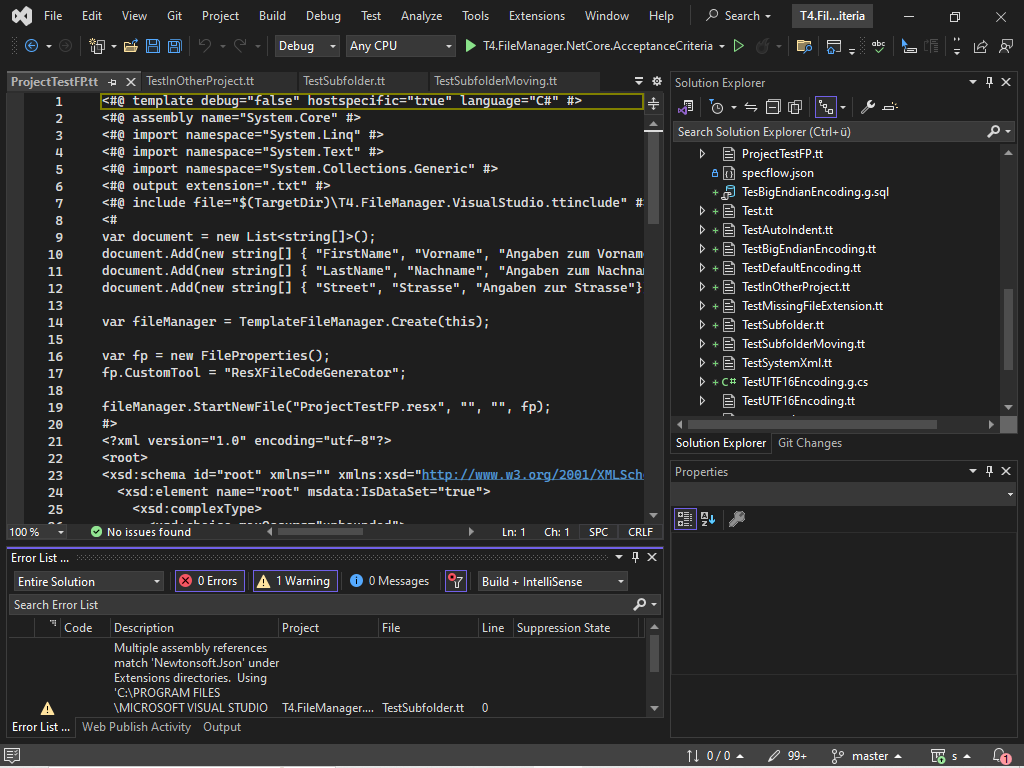 File Edit View Git Project Build Debug Test Analyze Tools Extensions Window Help Search T4.Fil...iteria
Debug Any CPU T4.FileManager.NetCore.AcceptanceCriteria
ProjectTestFP.tt TestInOtherProject.tt TestSubfolder.tt TestSubfolderMoving.tt
1 <#@ template debug="false" hostspecific="true" language="C#" #>
2 <#@ assembly name="System.Core" #>
3 <#@ import namespace="System.Linq" #>
4 <#@ import namespace="System.Text" #>
5 <#@ import namespace="System.Collections.Generic" #>
6 <#@ output extension=".txt" #>
7 <#@ include file="$(TargetDir)\T4.FileManager.VisualStudio.ttinclude" #
8 <#
9 var document = new List<string[]>();
10 document.Add(new string[] { "FirstName", "Vorname", "Angaben zum Vorname
11 document.Add(new string[] { "LastName", "Nachname", "Angaben zum Nachna
12 document.Add(new string[] { "Street", "Strasse", "Angaben zur Strasse"}
13
14 var fileManager = TemplateFileManager.Create(this);
15
16 var fp = new FileProperties();
17 fp.CustomTool = "ResXFileCodeGenerator";
18
19 fileManager.StartNewFile("ProjectTestFP.resx", "", "", fp);
20 #>
21 <?xml version="1.0" encoding="utf-8"?>
22 <root>
23 <xsd:schema id="root" xmlns="" xmlns:xsd="http://www.w3.org/2001/XMLSch
24 <xsd:element name="root" msdata:IsDataSet="true">
25 <xsd:complexType>
26 <xsd:choice maxOccurs="unbounded">
100 % No issues found Ln: 1 Ch: 1 SPC CRLF
Error List ...
Entire Solution 0 Errors 1 Warning 0 Messages Build + IntelliSense
Search Error List
Code Description Project File Line Suppression State
Multiple assembly references
match 'NewtonsoftJson' under
Extensions directories. Using
'C:\PROGRAM FILES
\MICROSOFT VISUAL STUDIO T4.FileManager.... TestSubfolder.tt 0
Error List ... Web Publish Activity Output
Solution Explorer
Search Solution Explorer (Ctrl+ü)
ProjectTestFP.tt
specflow.json
TesBigEndianEncoding.g.sql
Test.tt
TestAutoIndent.tt
TestBigEndianEncoding.tt
TestDefaultEncoding.tt
TestInOtherProject.tt
TestMissingFileExtension.tt
TestSubfolder.tt
TestSubfolderMoving.tt
TestSystemXml.tt
C# TestUTF16Encoding.g.cs
TestUTF16Encoding.tt
Solution Explorer Git Changes
Properties
0 / 0 99+ master s 1